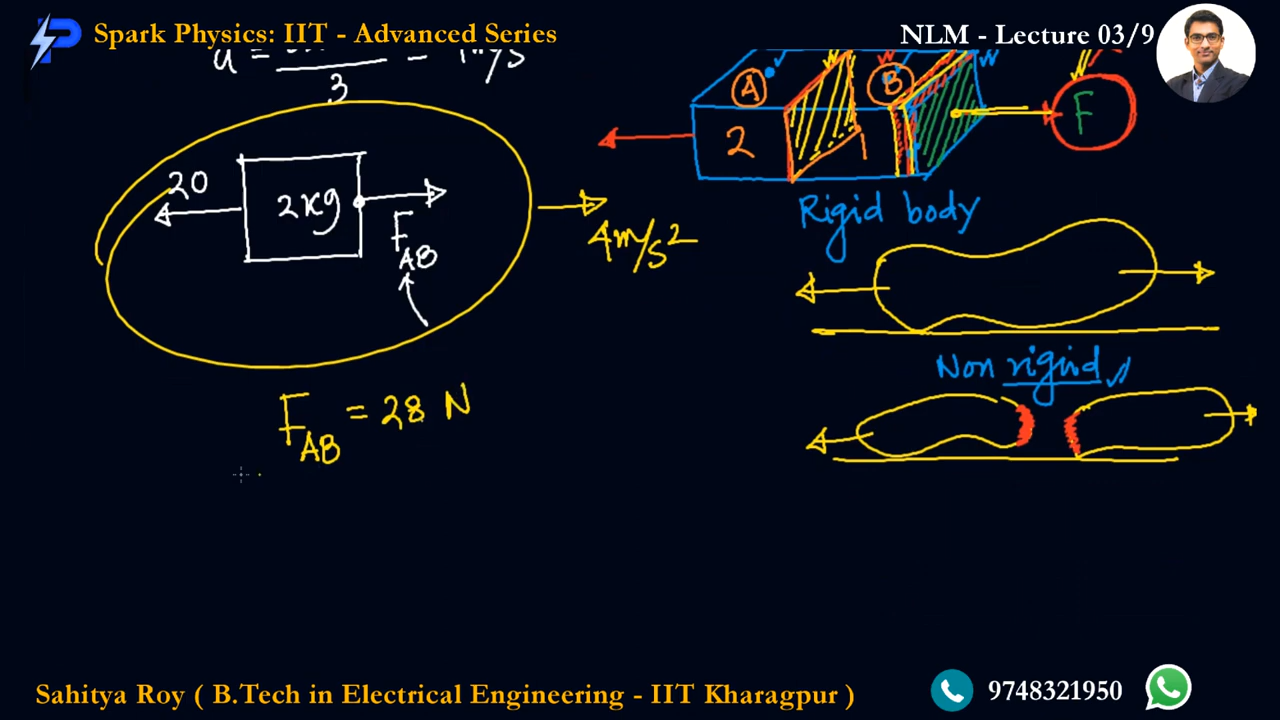 Spark Physics: IIT - Advanced Series
NLM - Lecture 03/9
3
20
2Kg
F AB
4m/s²
F AB = 28 N
A
B
2
1
F
Rigid body
Non rigid
Sahitya Roy ( B.Tech in Electrical Engineering - IIT Kharagpur )
9748321950